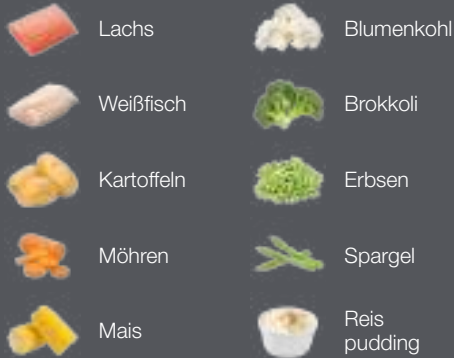 Lachs
Weißfisch
Kartoffeln
Möhren
Mais
Blumenkohl
Brokkoli
Erbsen
Spargel
Reis
pudding